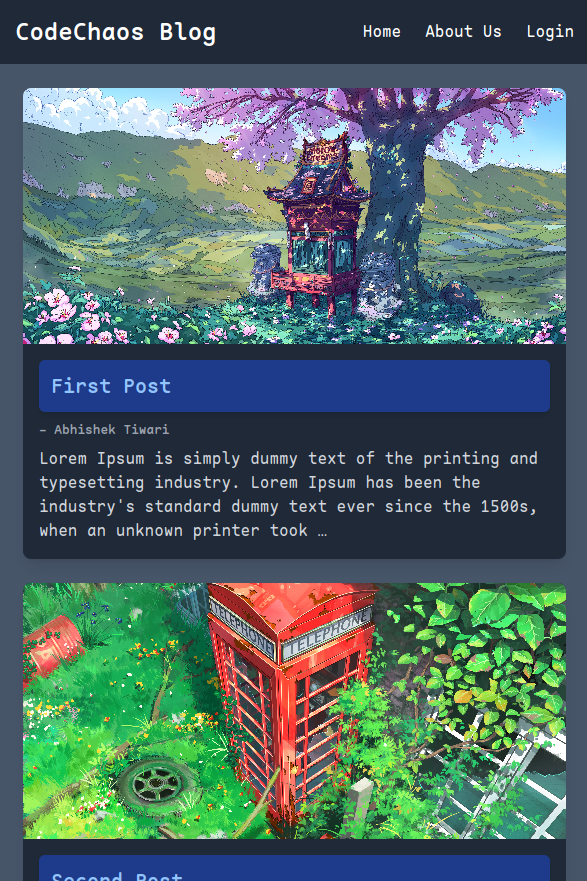 CodeChaos Blog
Home About Us Login
First Post
– Abhishek Tiwari
Lorem Ipsum is simply dummy text of the printing and
typesetting industry. Lorem Ipsum has been the
industry's standard dummy text ever since the 1500s,
when an unknown printer took …
TELEPHONE TELEPHONE
Second Post